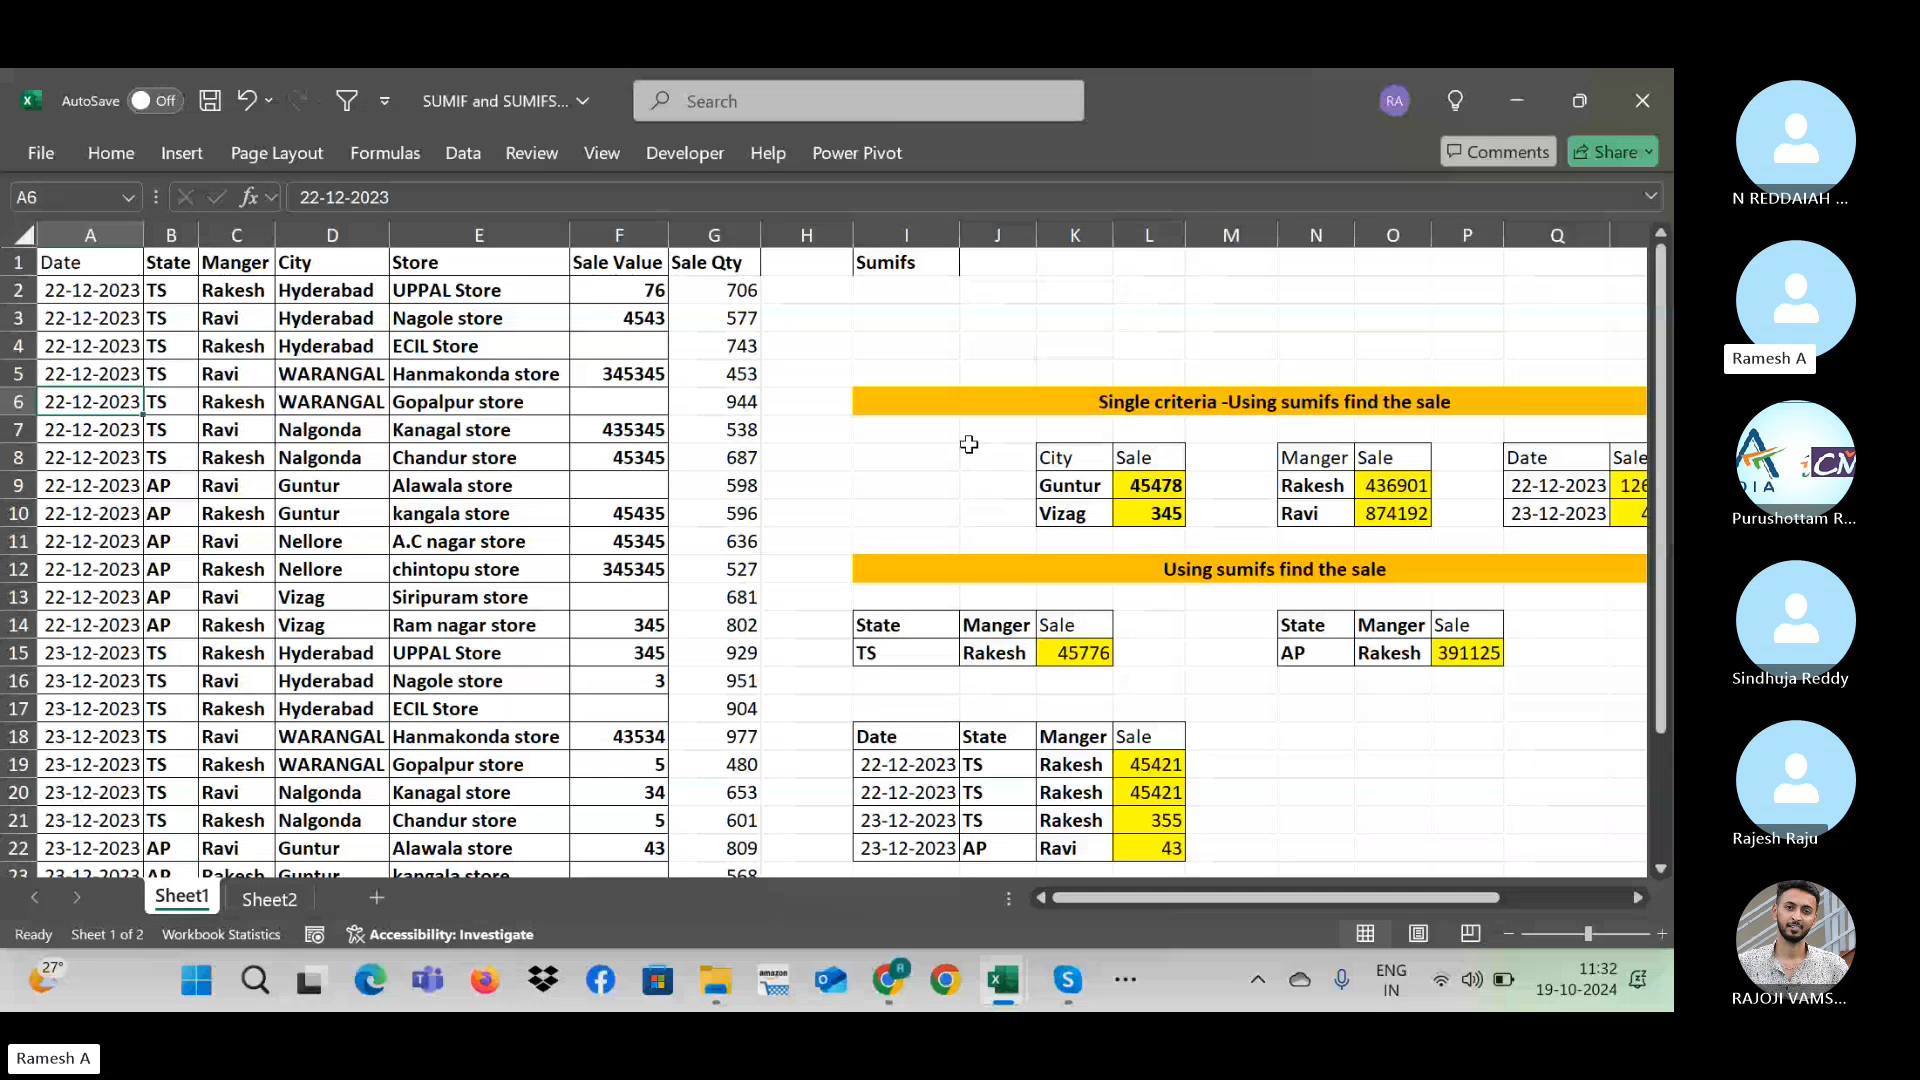 AutoSave Off SUMIF and SUMIFS... Search RA
File Home Insert Page Layout Formulas Data Review View Developer Help Power Pivot Comments Share
A6 fx 22-12-2023
A B C D E F G H I J K L M N O P Q
1 Date State Manger City Store Sale Value Sale Qty Sumifs
2 22-12-2023 TS Rakesh Hyderabad UPPAL Store 76 706
3 22-12-2023 TS Ravi Hyderabad Nagole store 4543 577
4 22-12-2023 TS Rakesh Hyderabad ECIL Store 743
5 22-12-2023 TS Ravi WARANGAL Hanmakonda store 345345 453
6 22-12-2023 TS Rakesh WARANGAL Gopalpur store 944 Single criteria -Using sumifs find the sale
7 22-12-2023 TS Ravi Nalgonda Kanagal store 435345 538
8 22-12-2023 TS Rakesh Nalgonda Chandur store 45345 687 City Sale Manger Sale Date Sale
9 22-12-2023 AP Ravi Guntur Alawala store 598 Guntur 45478 Rakesh 436901 22-12-2023 126
10 22-12-2023 AP Rakesh Guntur kangala store 45435 596 Vizag 345 Ravi 874192 23-12-2023 4
11 22-12-2023 AP Ravi Nellore A.C nagar store 45345 636
12 22-12-2023 AP Rakesh Nellore chintopu store 345345 527 Using sumifs find the sale
13 22-12-2023 AP Ravi Vizag Siripuram store 681
14 22-12-2023 AP Rakesh Vizag Ram nagar store 345 802 State Manger Sale State Manger Sale
15 23-12-2023 TS Rakesh Hyderabad UPPAL Store 345 929 TS Rakesh 45776 AP Rakesh 391125
16 23-12-2023 TS Ravi Hyderabad Nagole store 3 951
17 23-12-2023 TS Rakesh Hyderabad ECIL Store 904
18 23-12-2023 TS Ravi WARANGAL Hanmakonda store 43534 977 Date State Manger Sale
19 23-12-2023 TS Rakesh WARANGAL Gopalpur store 5 480 22-12-2023 TS Rakesh 45421
20 23-12-2023 TS Ravi Nalgonda Kanagal store 34 653 22-12-2023 TS Rakesh 45421
21 23-12-2023 TS Rakesh Nalgonda Chandur store 5 601 23-12-2023 TS Rakesh 355
22 23-12-2023 AP Ravi Guntur Alawala store 43 809 23-12-2023 AP Ravi 43
23 23-12-2023 AP Rakesh Guntur kangala store 568
Sheet1 Sheet2
Ready Sheet 1 of 2 Workbook Statistics Accessibility: Investigate
27° amazon A ENG 11:32
IN 19-10-2024
N REDDAIAH ...
Ramesh A
CM
DIA
Purushottam R...
Sindhuja Reddy
Rajesh Raju
RAJOJI VAMS...
Ramesh A